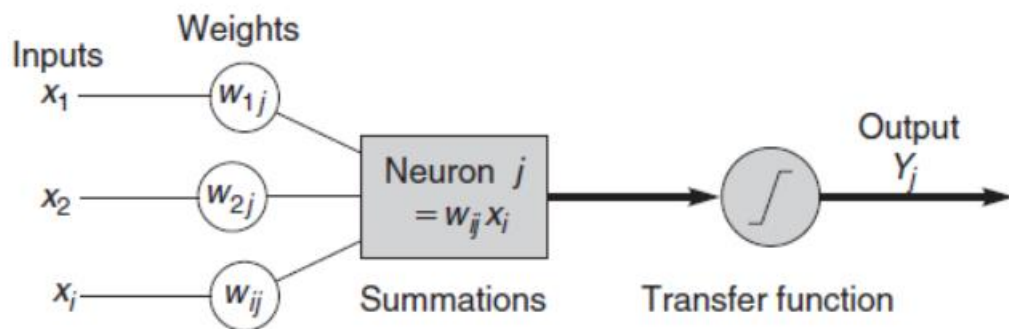 Inputs
Weights
x₁
w₁ⱼ
x₂
w₂ⱼ
xᵢ
wᵢⱼ
Neuron j
= wᵢⱼ xᵢ
Summations
Transfer function
Output
Yⱼ